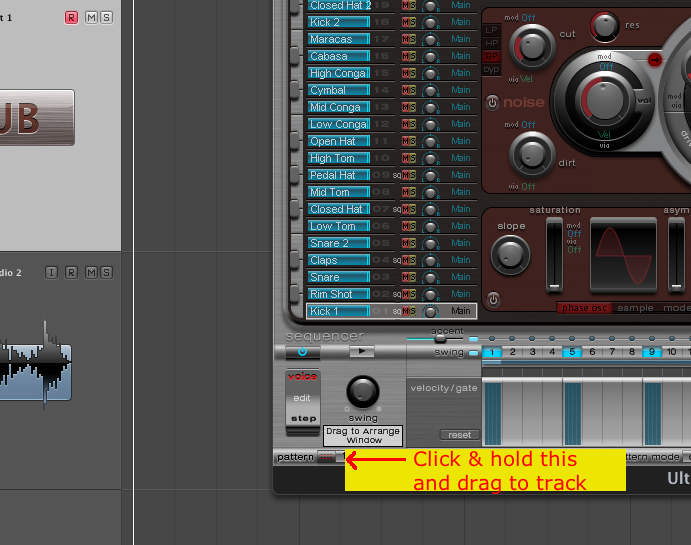 t 1
R M S
UB
dio 2
I R M S
Closed Hat 2 19 M S Main
Kick 2 18 M S Main
Maracas 17 M S Main
Cabasa 16 M S Main
High Conga 15 M S Main
Cymbal 14 M S Main
Mid Conga 13 M S Main
Low Conga 12 M S Main
Open Hat 11 M S Main
High Tom 10 M S Main
Pedal Hat 09 sq M S Main
Mid Tom 08 M S Main
Closed Hat 07 sq M S Main
Low Tom 06 M S Main
Snare 2 05 M S Main
Claps 04 sq M S Main
Snare 03 M S Main
Rim Shot 02 sq M S Main
Kick 1 01 sq M S Main
mod Off
cut
res
LP
HP
BP
byp
via Vel
noise
mod
Off
vol
Vel
via
mod Off
dirt
via Off
driv
saturation
asym
slope
mod
Off
via
Off
phase osc sample mode
sequencer
accent
swing
1 2 3 4 5 6 7 8 9 10 11
voice
edit
step
swing
velocity/gate
reset
Drag to Arrange
Window
pattern
tern mode
Click & hold this
and drag to track
Ult